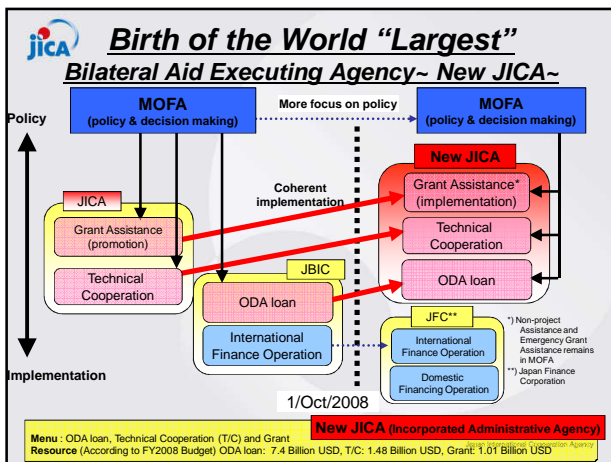 JICA
Birth of the World “Largest”
Bilateral Aid Executing Agency~ New JICA~
Policy
MOFA
(policy & decision making)
More focus on policy
MOFA
(policy & decision making)
New JICA
JICA
Coherent
implementation
Grant Assistance*
(implementation)
Grant Assistance
(promotion)
Technical
Cooperation
Technical
Cooperation
JBIC
ODA loan
ODA loan
JFC**
International
Finance Operation
International
Finance Operation
Domestic
Financing Operation
*) Non-project
Assistance and
Emergency Grant
Assistance remains
in MOFA
**) Japan Finance
Corporation
Implementation
1/Oct/2008
New JICA (Incorporated Administrative Agency)
Menu : ODA loan, Technical Cooperation (T/C) and Grant
Japan International Cooperation Agency
Resource (According to FY2008 Budget) ODA loan: 7.4 Billion USD, T/C: 1.48 Billion USD, Grant: 1.01 Billion USD